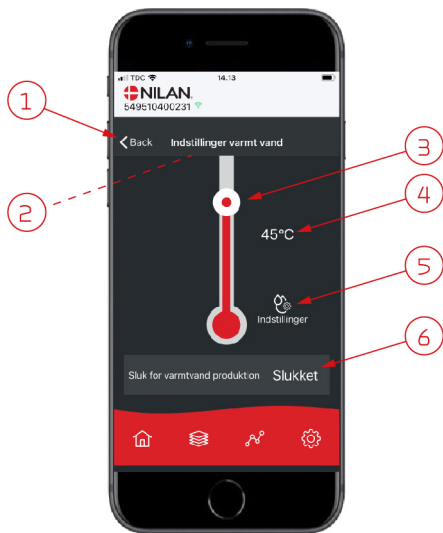 TDC 14.13
NILAN
549510400231
Back Indstillinger varmt vand
45°C
Indstillinger
Sluk for varmtvand produktion Slukket
1
2
3
4
5
6